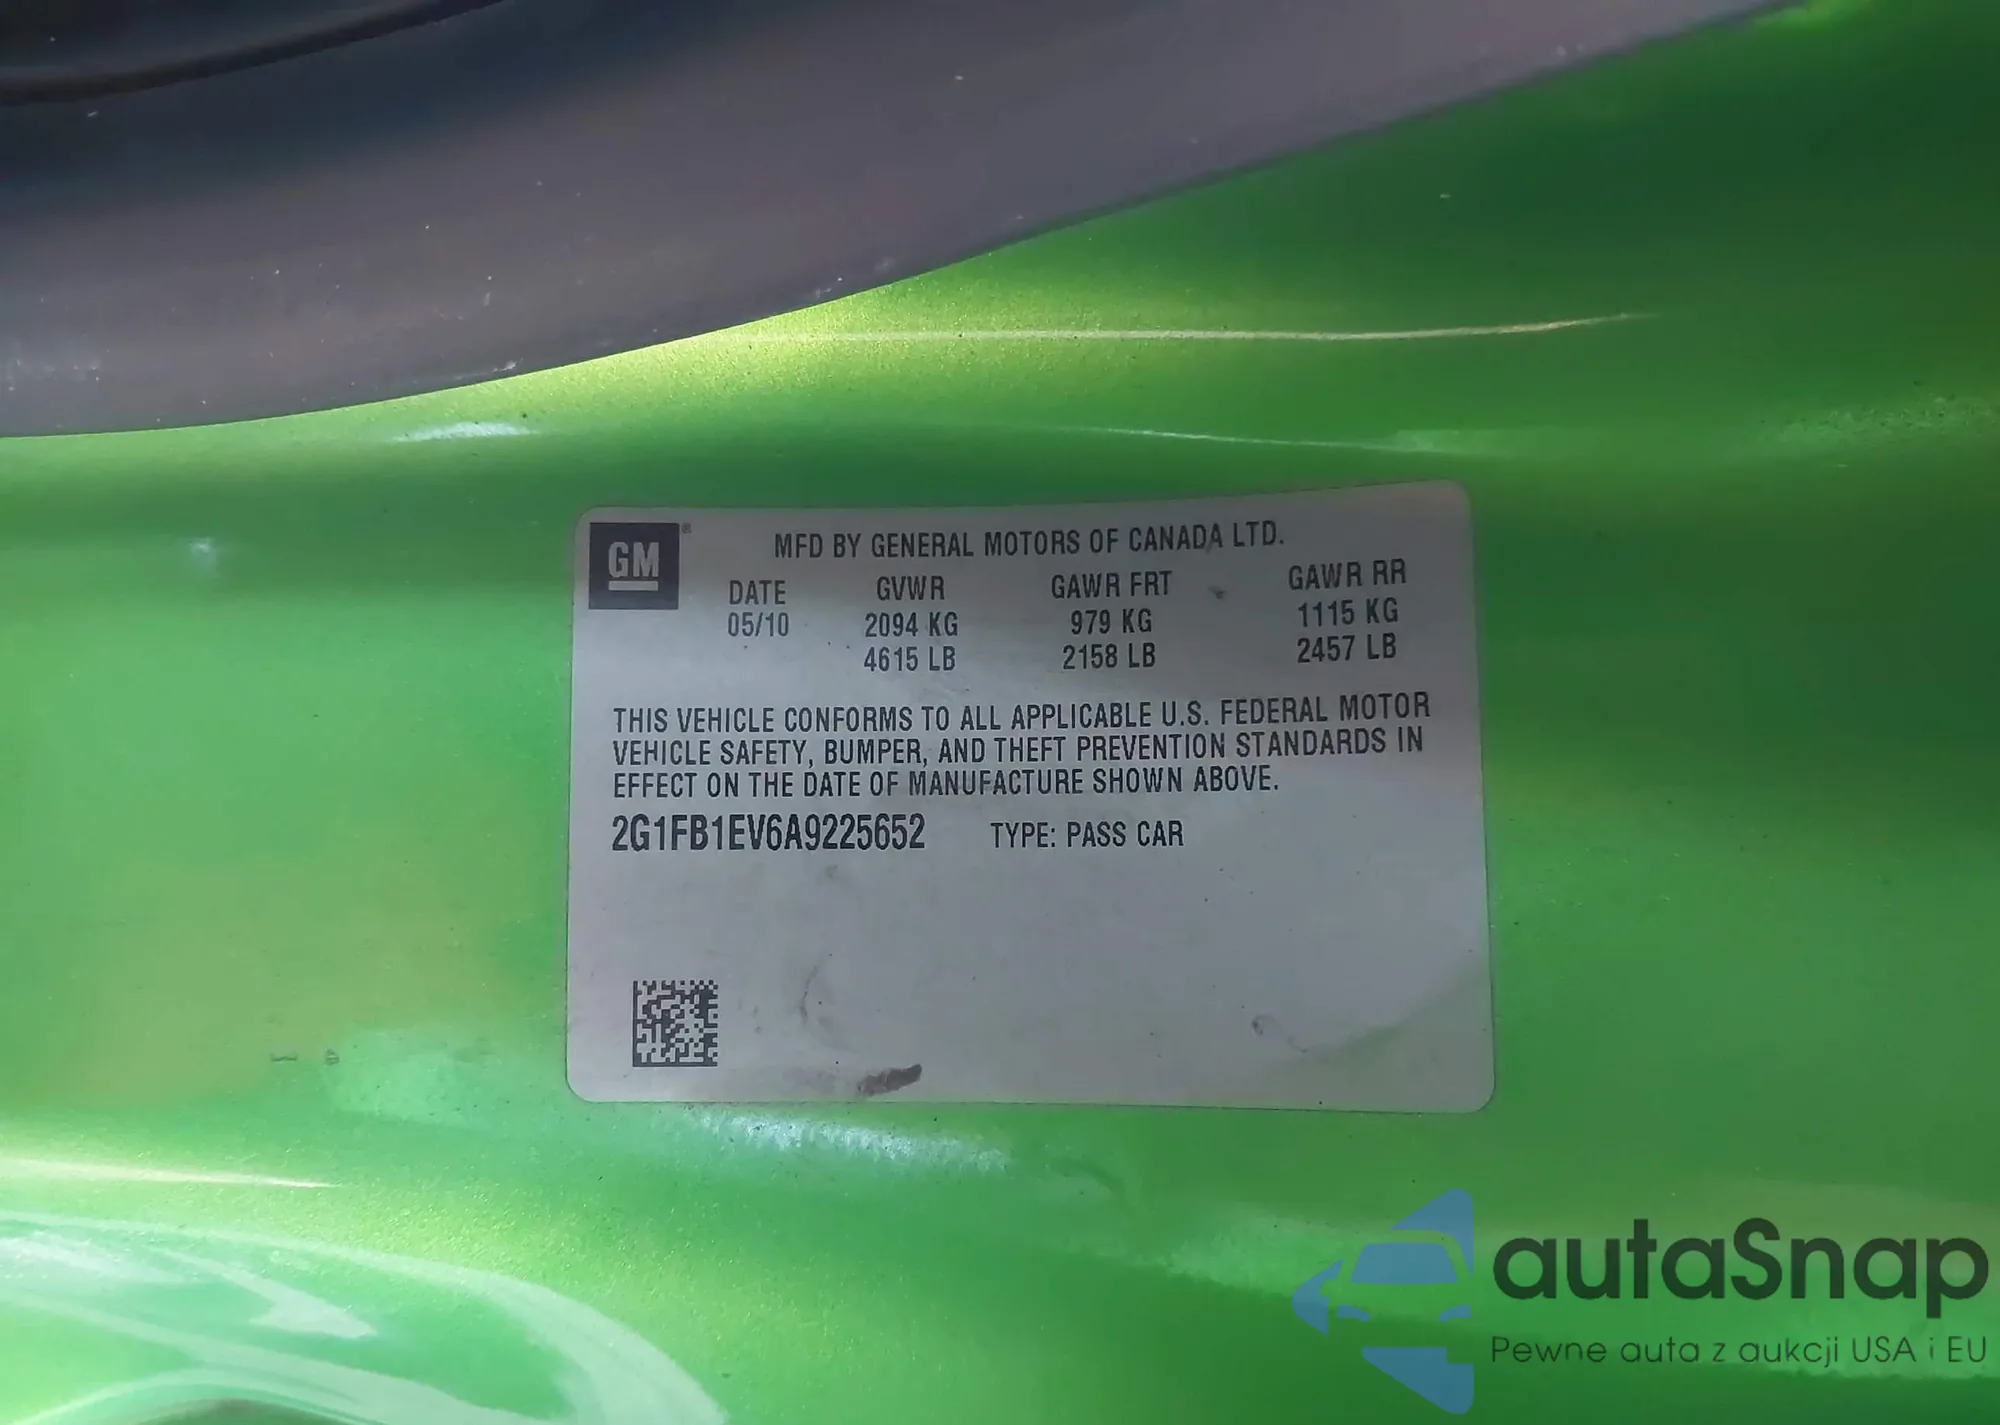 GM®
MFD BY GENERAL MOTORS OF CANADA LTD.
DATE GVWR GAWR FRT GAWR RR
05/10 2094 KG 979 KG 1115 KG
4615 LB 2158 LB 2457 LB
THIS VEHICLE CONFORMS TO ALL APPLICABLE U.S. FEDERAL MOTOR
VEHICLE SAFETY, BUMPER, AND THEFT PREVENTION STANDARDS IN
EFFECT ON THE DATE OF MANUFACTURE SHOWN ABOVE.
2G1FB1EV6A9225652 TYPE: PASS CAR
autaSnap
Pewne auta z aukcji USA i EU